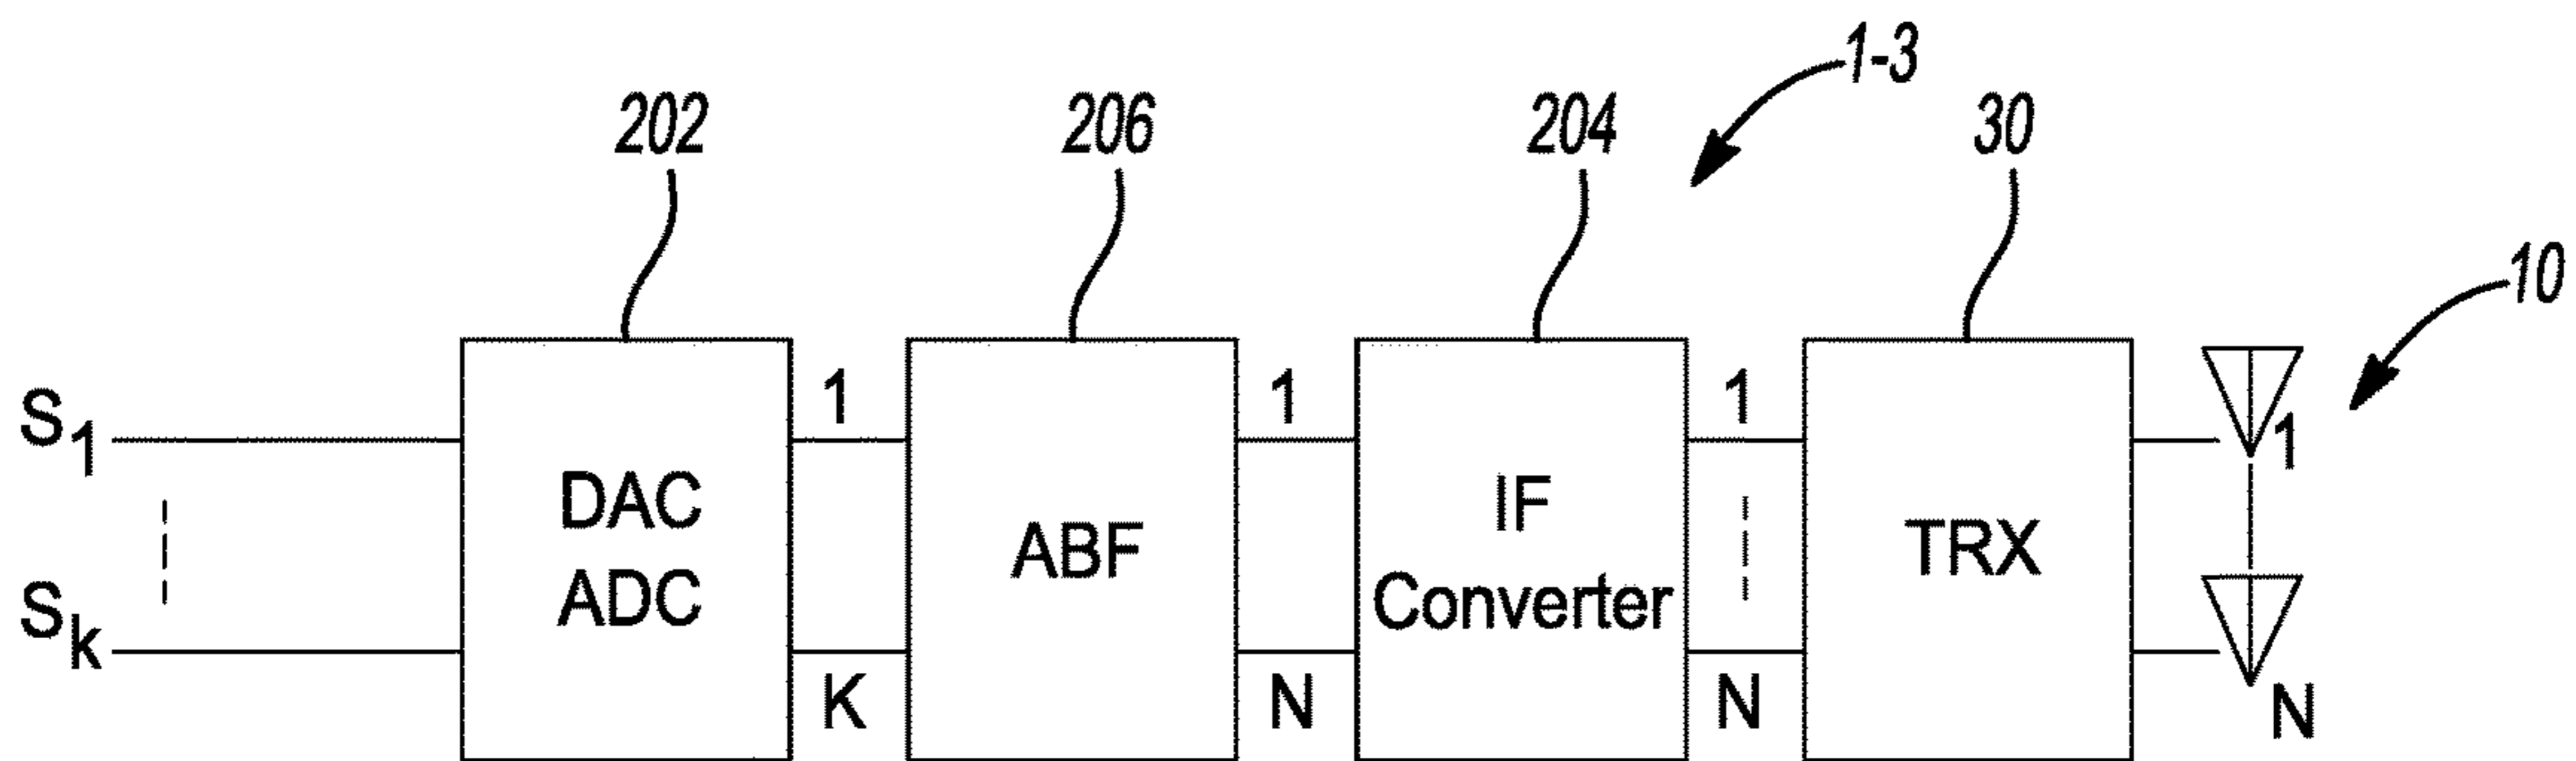 1-3
202 206 204 30
10
S1 1 1 1 1
DAC ADC
ABF
IF Converter
TRX
Sk K N N N